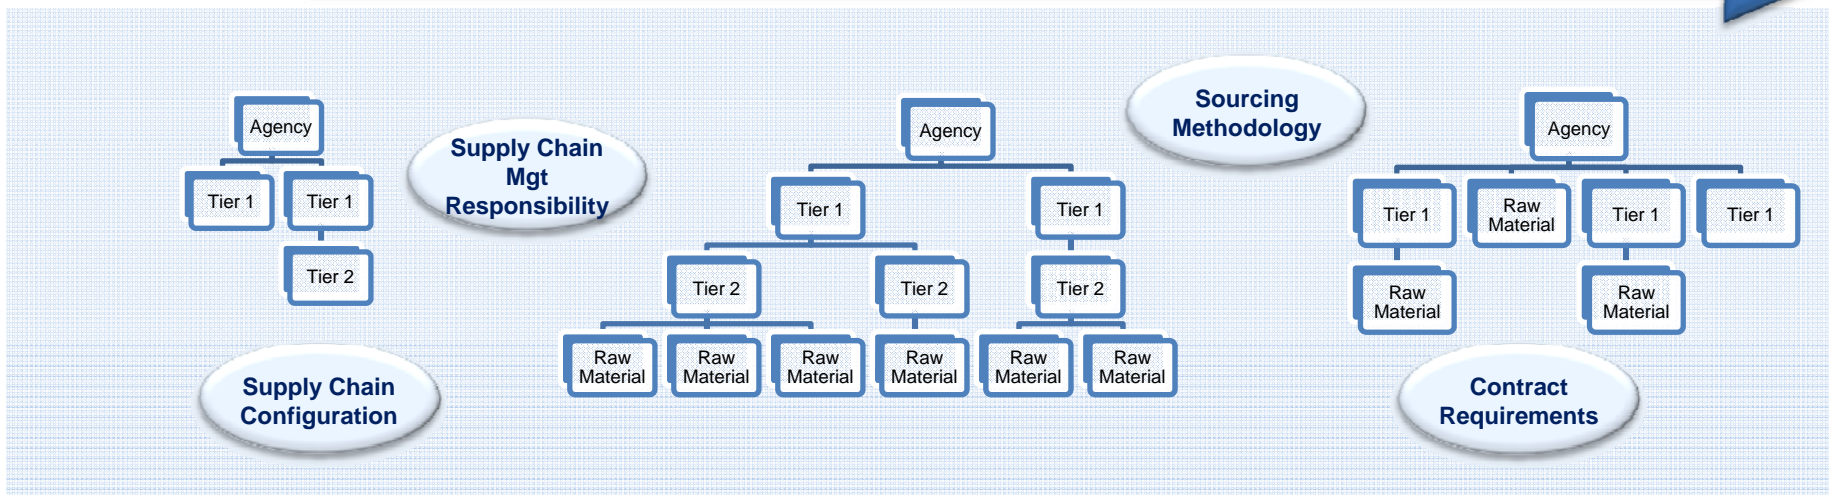 Agency
Tier 1
Tier 1
Tier 2
Supply Chain
Configuration
Supply Chain
Mgt
Responsibility
Agency
Tier 1
Tier 1
Tier 2
Tier 2
Tier 2
Raw
Material
Raw
Material
Raw
Material
Raw
Material
Raw
Material
Raw
Material
Sourcing
Methodology
Agency
Tier 1
Raw
Material
Tier 1
Tier 1
Raw
Material
Raw
Material
Contract
Requirements